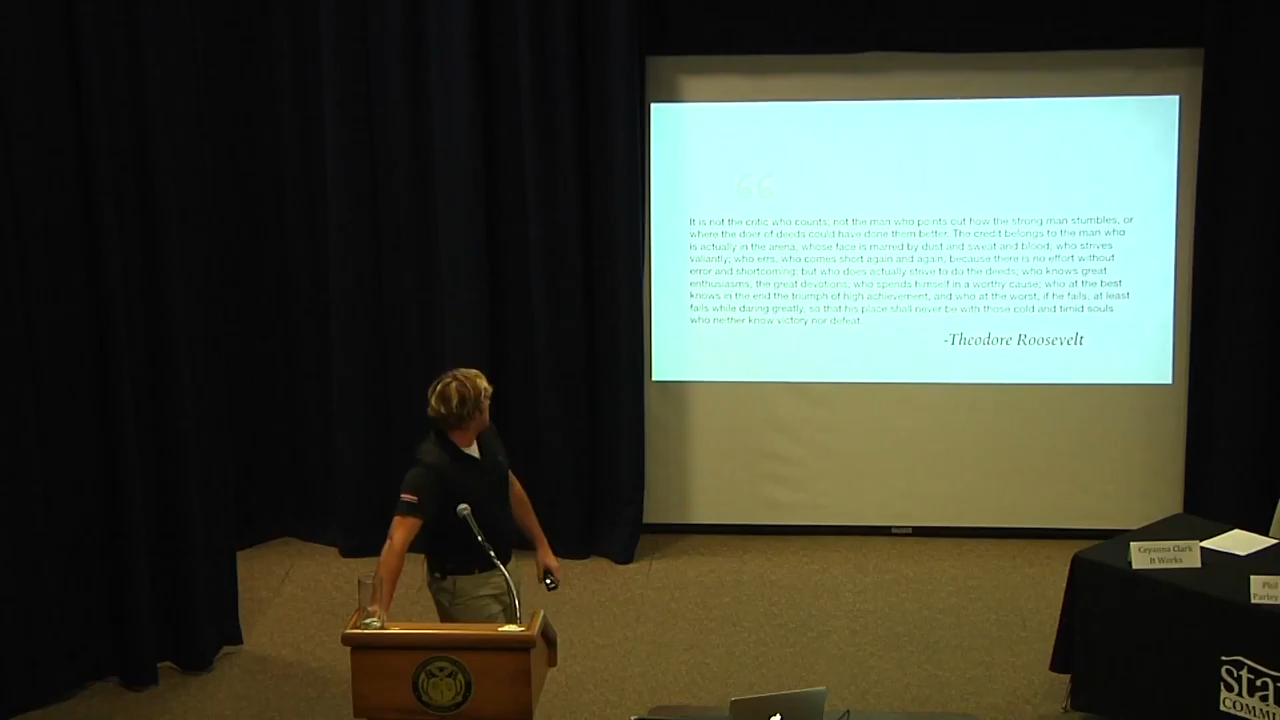 “
It is not the critic who counts; not the man who points out how the strong man stumbles, or
where the doer of deeds could have done them better. The credit belongs to the man who
is actually in the arena, whose face is marred by dust and sweat and blood; who strives
valiantly; who errs, who comes short again and again, because there is no effort without
error and shortcoming; but who does actually strive to do the deeds; who knows great
enthusiasms, the great devotions; who spends himself in a worthy cause; who at the best
knows in the end the triumph of high achievement, and who at the worst, if he fails, at least
fails while daring greatly, so that his place shall never be with those cold and timid souls
who neither know victory nor defeat.
-Theodore Roosevelt
Ceyanna Clark
It Works
Phil
Parley
sta
COMM